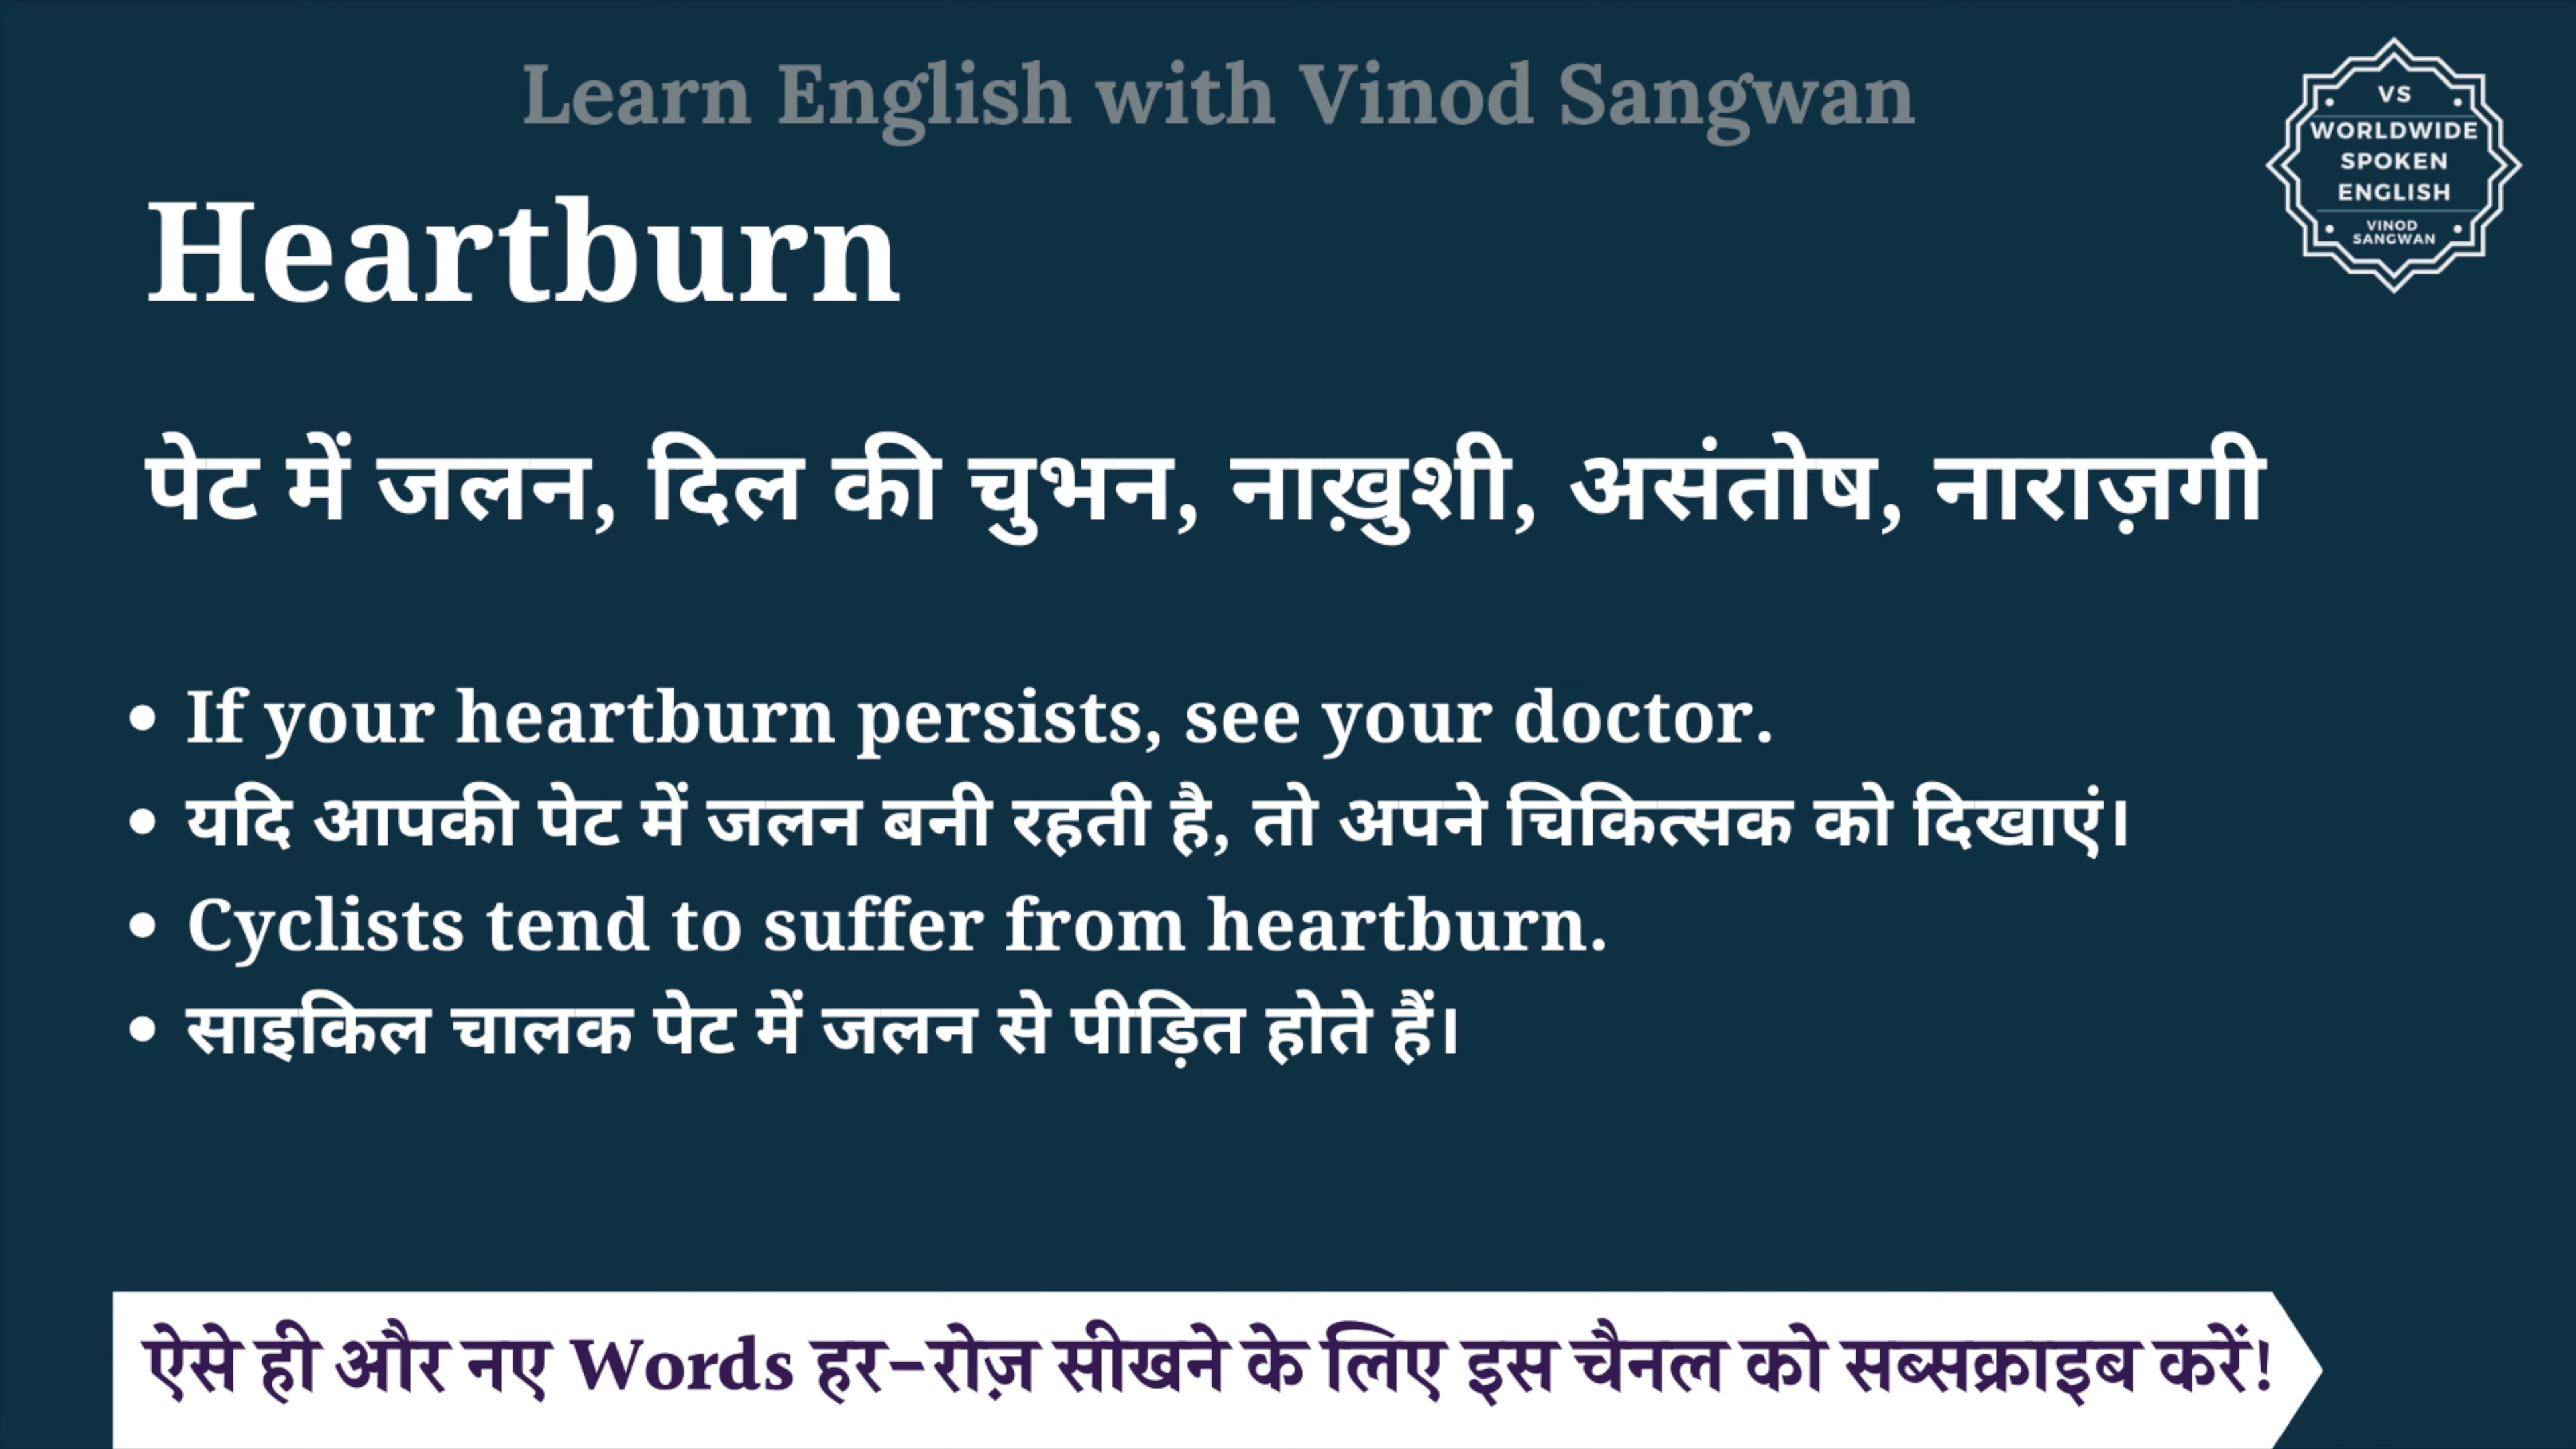 Learn English with Vinod Sangwan
VS
WORLDWIDE
SPOKEN
ENGLISH
VINOD
SANGWAN
Heartburn
पेट में जलन, दिल की चुभन, नाख़ुशी, असंतोष, नाराज़गी
• If your heartburn persists, see your doctor.
• यदि आपकी पेट में जलन बनी रहती है, तो अपने चिकित्सक को दिखाएं।
• Cyclists tend to suffer from heartburn.
• साइकिल चालक पेट में जलन से पीड़ित होते हैं।
ऐसे ही और नए Words हर-रोज़ सीखने के लिए इस चैनल को सब्सक्राइब करें!